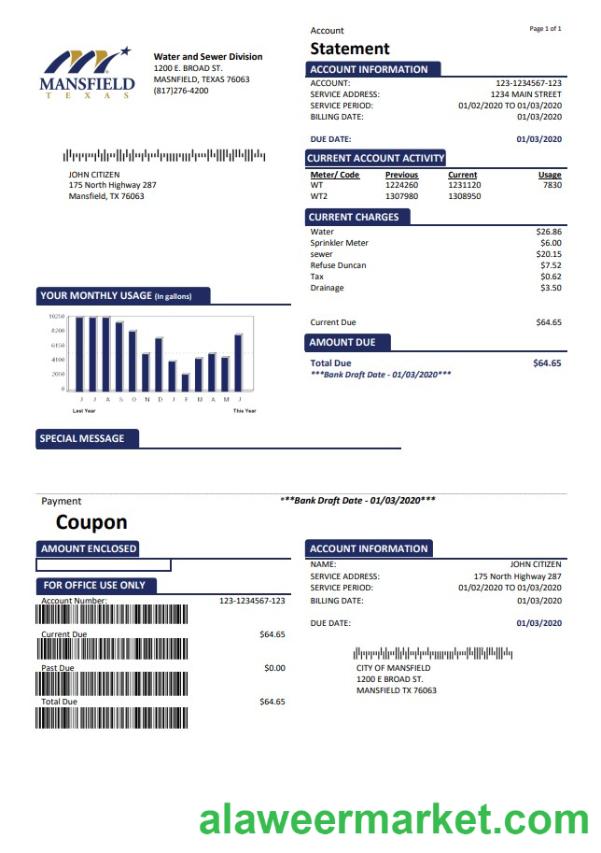 MANSFIELD
T E X A S
Water and Sewer Division
1200 E. BROAD ST.
MASNFIELD, TEXAS 76063
(817)276-4200
Account
Page 1 of 1
Statement
ACCOUNT INFORMATION
ACCOUNT: 123-1234567-123
SERVICE ADDRESS: 1234 MAIN STREET
SERVICE PERIOD: 01/02/2020 TO 01/03/2020
BILLING DATE: 01/03/2020
DUE DATE: 01/03/2020
JOHN CITIZEN
175 North Highway 287
Mansfield, TX 76063
CURRENT ACCOUNT ACTIVITY
Meter/ Code Previous Current Usage
WT 1224260 1231120 7830
WT2 1307980 1308950
CURRENT CHARGES
Water $26.86
Sprinkler Meter $6.00
sewer $20.15
Refuse Duncan $7.52
Tax $0.62
Drainage $3.50
Current Due $64.65
AMOUNT DUE
Total Due $64.65
***Bank Draft Date - 01/03/2020***
YOUR MONTHLY USAGE (In gallons)
10250
8200
6150
4100
2050
0
J J A S O N D J F M A M J
Last Year This Year
SPECIAL MESSAGE
Payment
***Bank Draft Date - 01/03/2020***
Coupon
AMOUNT ENCLOSED
FOR OFFICE USE ONLY
Account Number: 123-1234567-123
Current Due $64.65
Past Due $0.00
Total Due $64.65
ACCOUNT INFORMATION
NAME: JOHN CITIZEN
SERVICE ADDRESS: 175 North Highway 287
SERVICE PERIOD: 01/02/2020 TO 01/03/2020
BILLING DATE: 01/03/2020
DUE DATE: 01/03/2020
CITY OF MANSFIELD
1200 E BROAD ST.
MANSFIELD TX 76063
alaweermarket.com